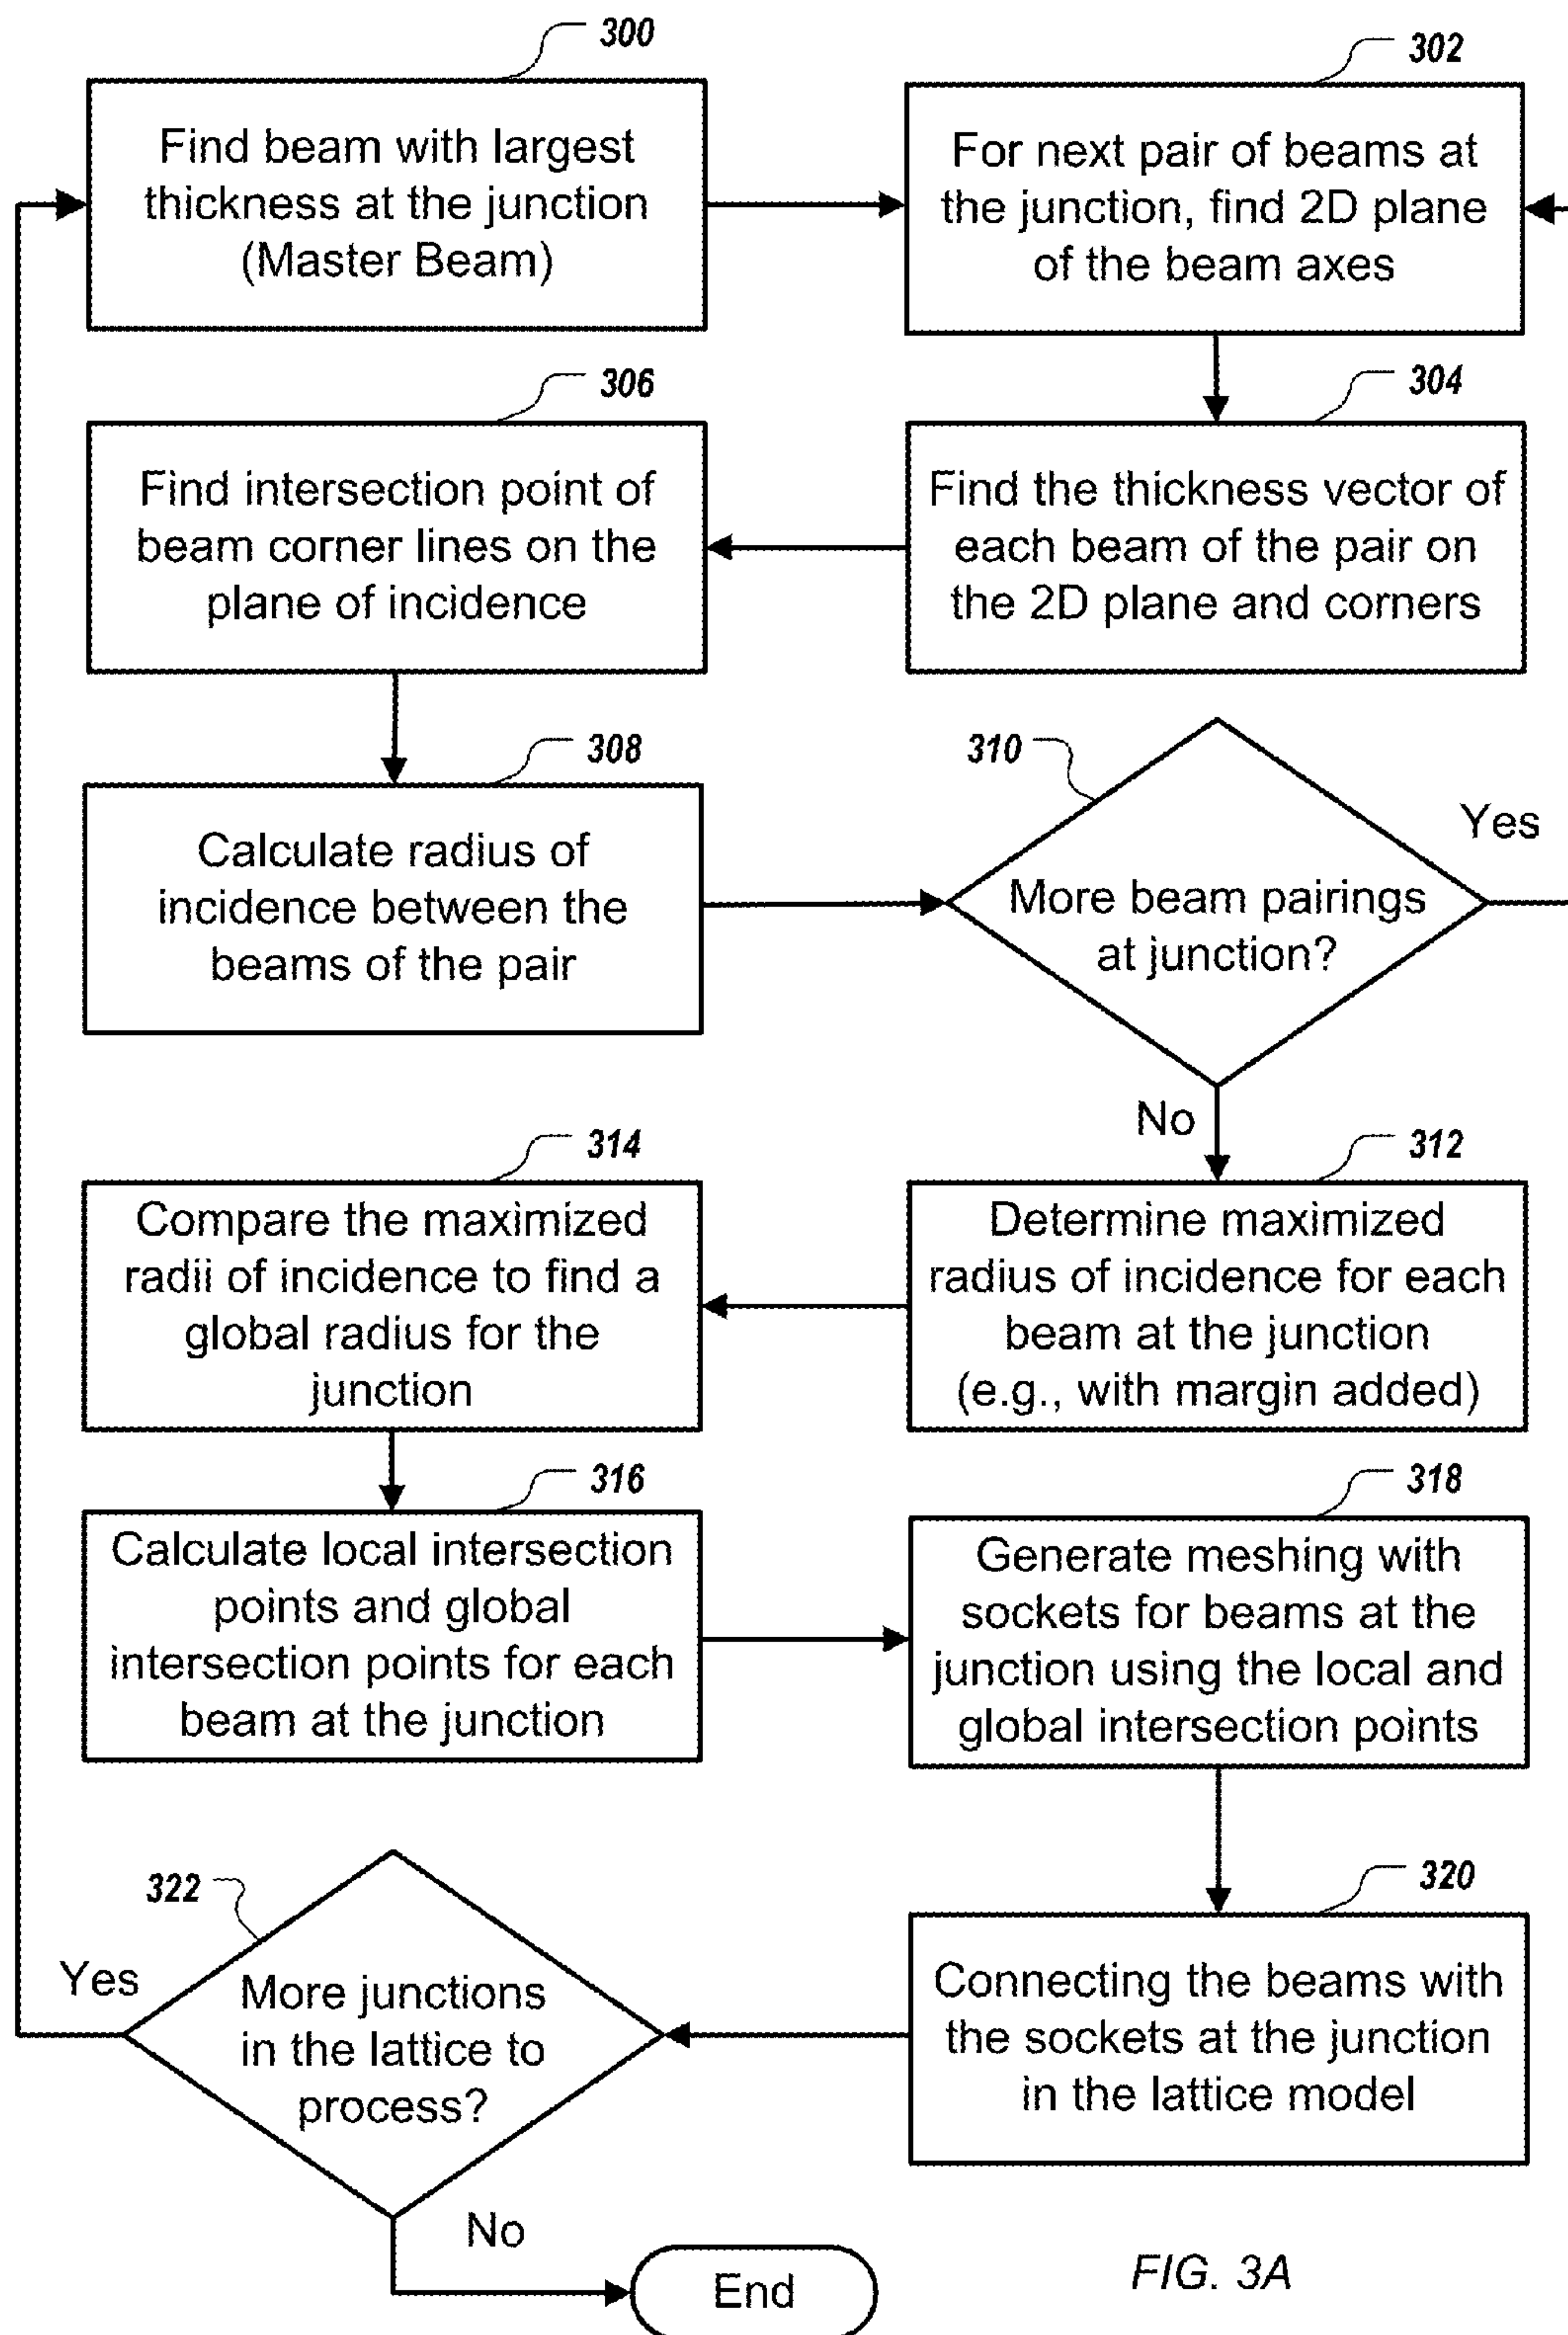 300
Find beam with largest
thickness at the junction
(Master Beam)
302
For next pair of beams at
the junction, find 2D plane
of the beam axes
304
Find the thickness vector of
each beam of the pair on
the 2D plane and corners
306
Find intersection point of
beam corner lines on the
plane of incidence
308
Calculate radius of
incidence between the
beams of the pair
310
More beam pairings
at junction?
Yes
No
312
Determine maximized
radius of incidence for each
beam at the junction
(e.g., with margin added)
314
Compare the maximized
radii of incidence to find a
global radius for the
junction
316
Calculate local intersection
points and global
intersection points for each
beam at the junction
318
Generate meshing with
sockets for beams at the
junction using the local and
global intersection points
320
Connecting the beams with
the sockets at the junction
in the lattice model
322
More junctions
in the lattice to
process?
Yes
No
End
FIG. 3A